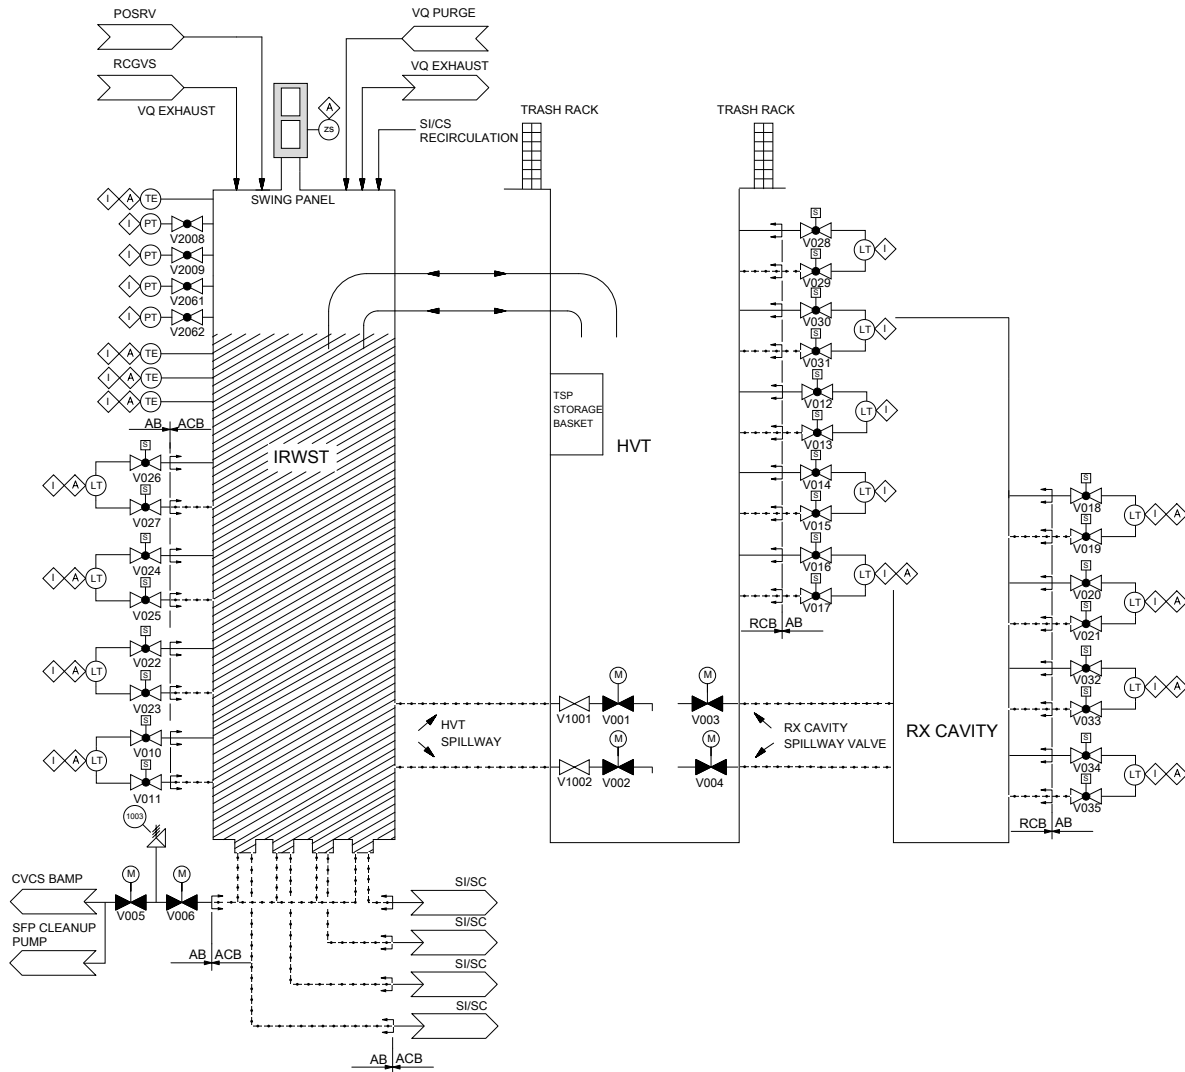 POSRV
VQ PURGE
RCGVS
VQ EXHAUST
VQ EXHAUST
A
ZS
SI/CS
RECIRCULATION
TRASH RACK
TRASH RACK
SWING PANEL
I A TE
I PT
V2008
I PT
V2009
I PT
V2061
I PT
V2062
I A TE
I A TE
I A TE
AB ACB
S
V026
I A LT
S
V027
S
V024
I A LT
S
V025
S
V022
I A LT
S
V023
S
V010
I A LT
S
V011
1003
IRWST
TSP
STORAGE
BASKET
HVT
S
V028
LT I
S
V029
S
V030
LT I
S
V031
S
V012
LT I
S
V013
S
V014
LT I
S
V015
S
V016
LT I A
S
V017
RCB AB
S
V018
LT I A
S
V019
S
V020
LT I A
S
V021
S
V032
LT I A
S
V033
S
V034
LT I A
S
V035
RCB AB
HVT
SPILLWAY
V1001
M
V001
M
V003
V1002
M
V002
M
V004
RX CAVITY
SPILLWAY VALVE
RX CAVITY
CVCS BAMP
M
V005
M
V006
SFP CLEANUP
PUMP
AB ACB
SI/SC
SI/SC
SI/SC
SI/SC
AB ACB